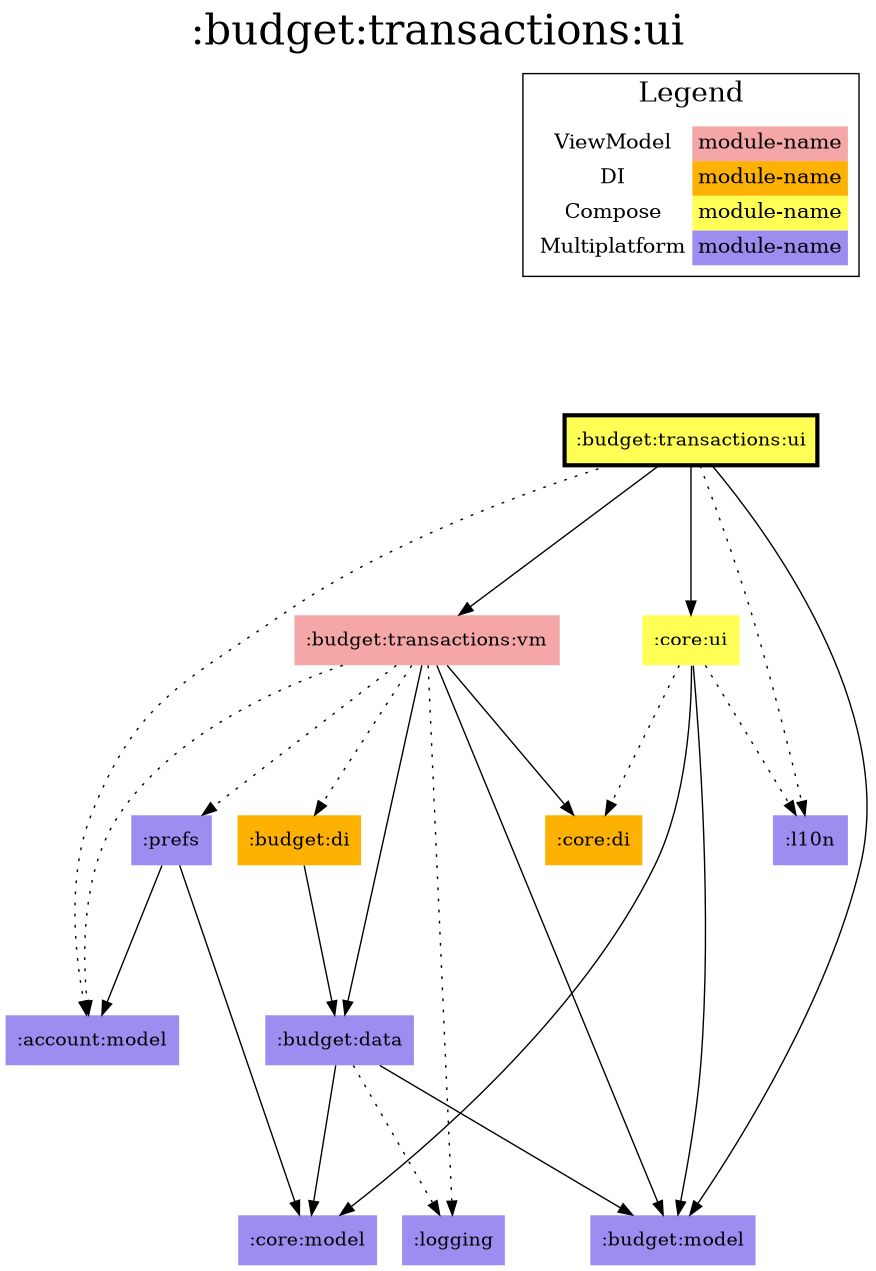 :budget:transactions:ui
Legend
ViewModel module-name
DI module-name
Compose module-name
Multiplatform module-name
:budget:transactions:ui
:budget:transactions:vm
:core:ui
:prefs
:budget:di
:core:di
:l10n
:account:model
:budget:data
:core:model
:logging
:budget:model